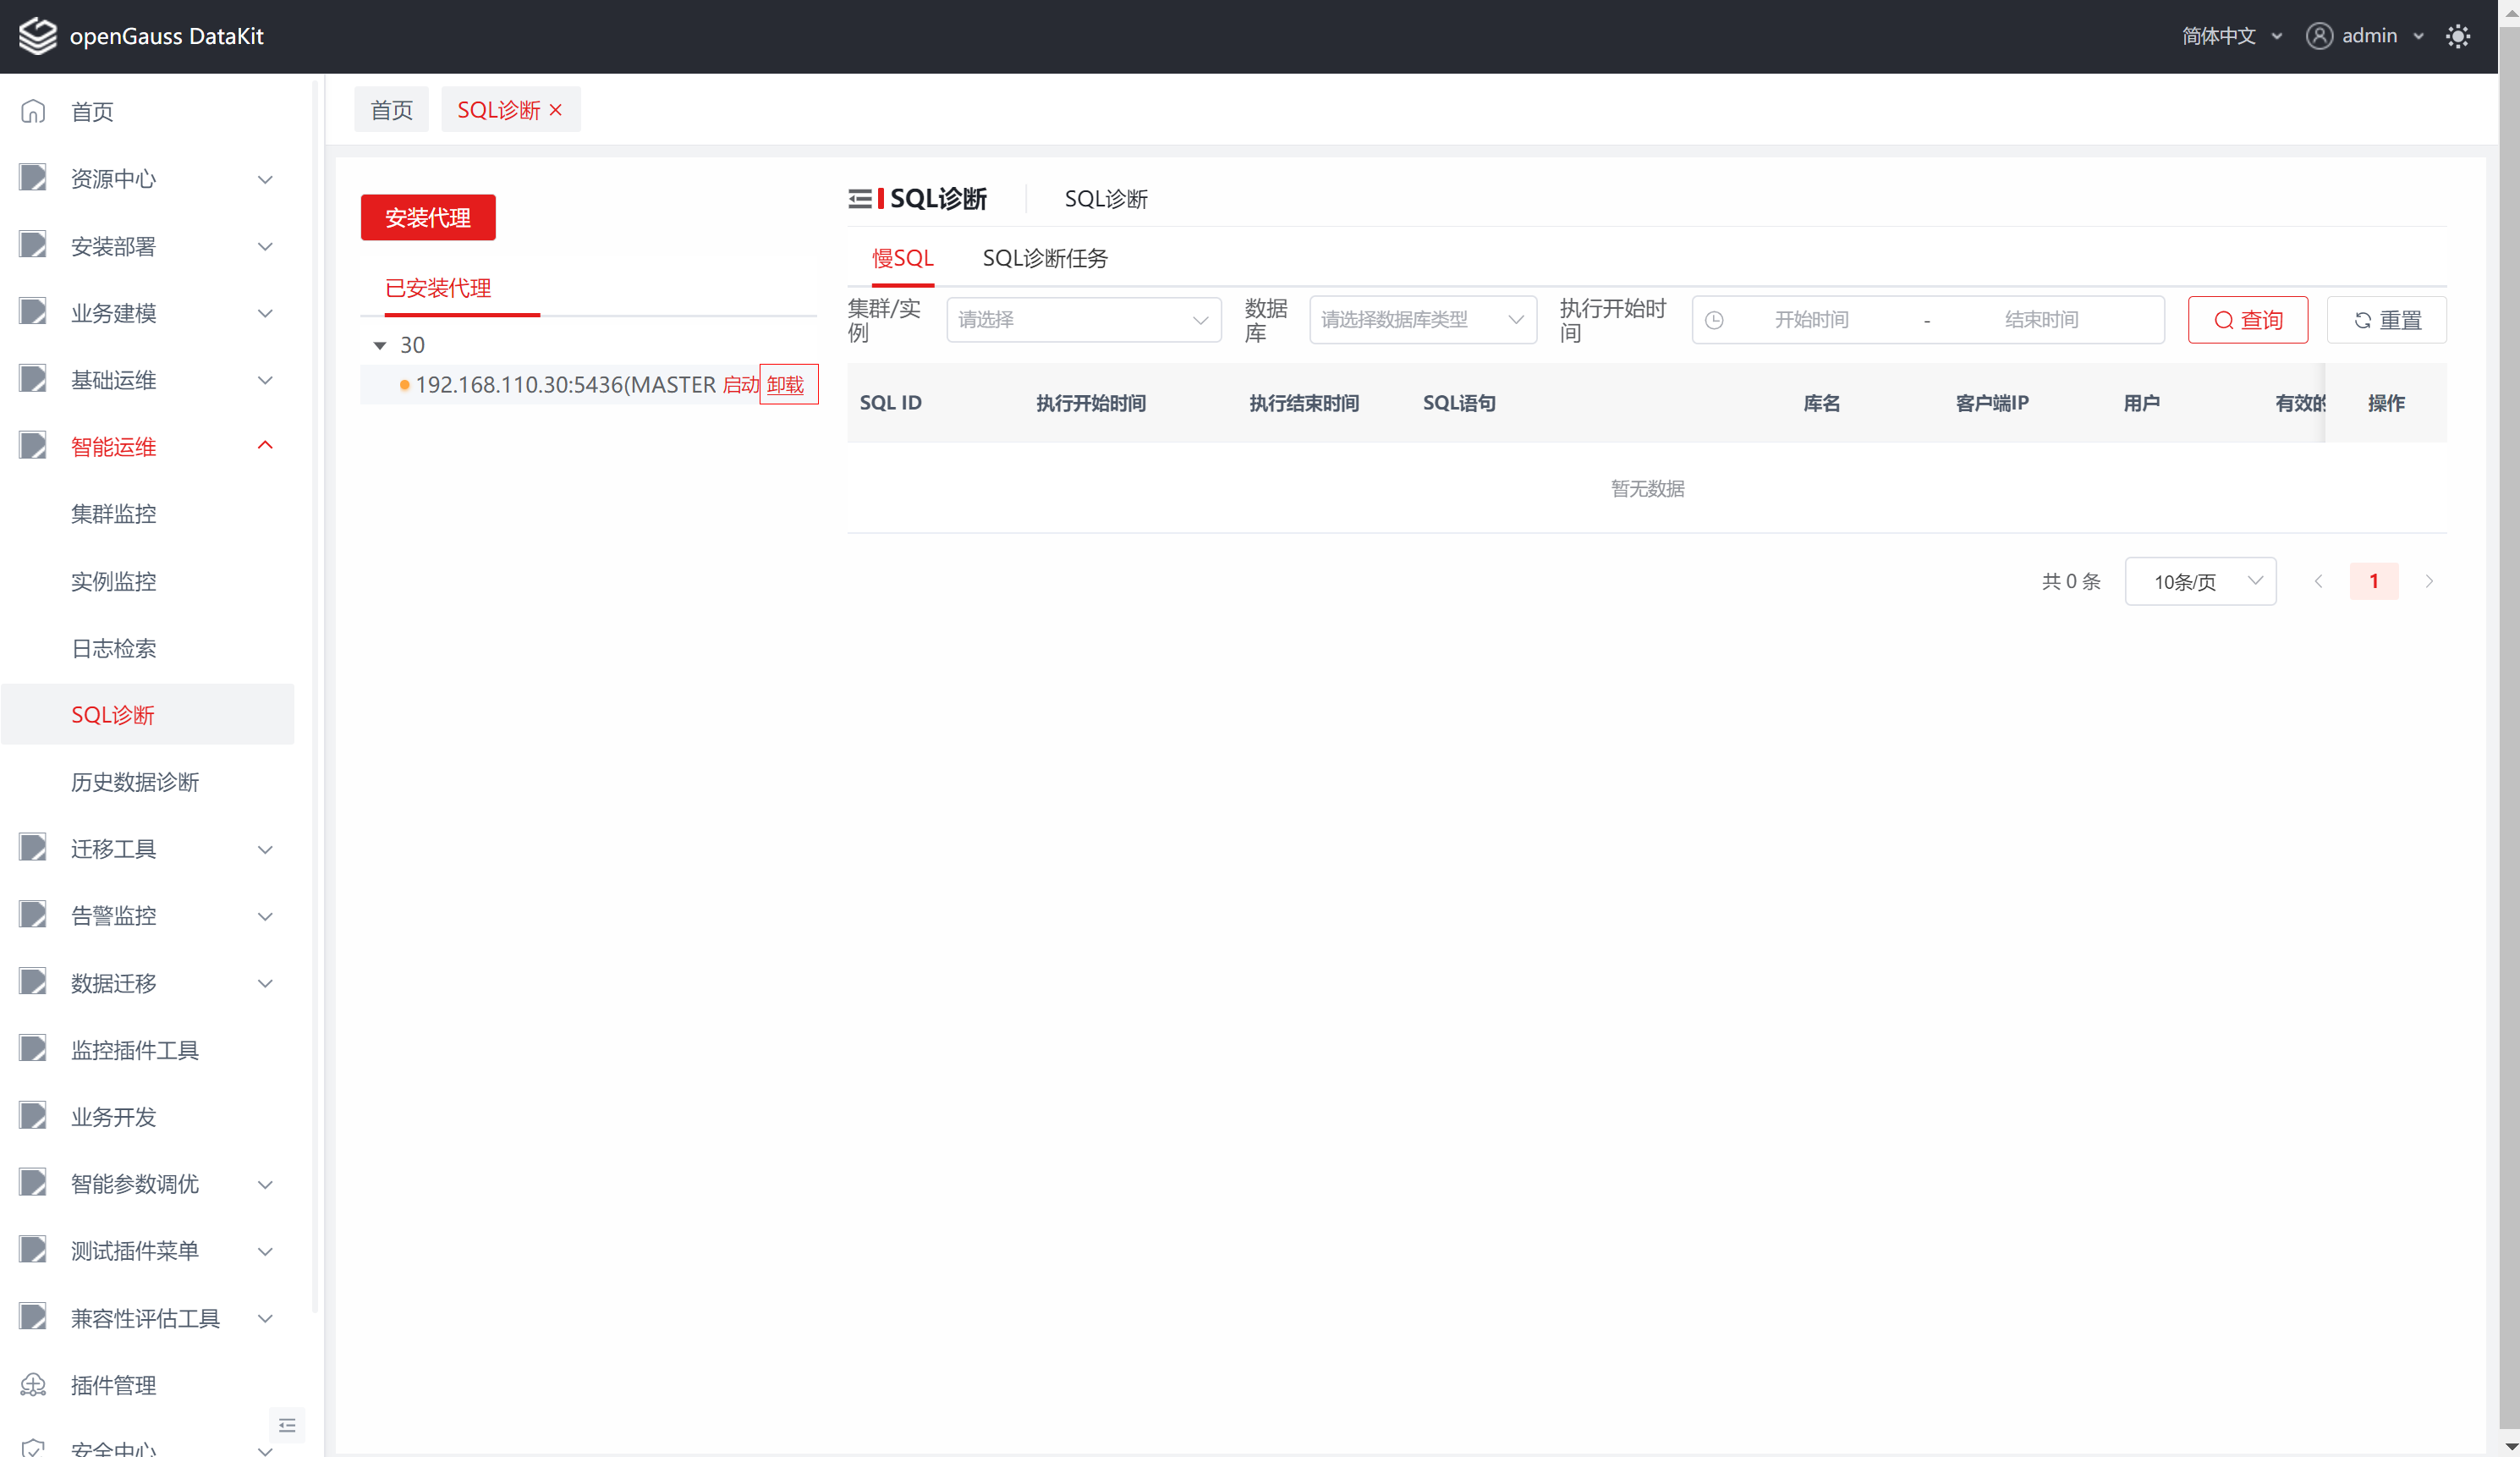 openGauss DataKit
简体中文
admin
首页
资源中心
安装部署
业务建模
基础运维
智能运维
集群监控
实例监控
日志检索
SQL诊断
历史数据诊断
迁移工具
告警监控
数据迁移
监控插件工具
业务开发
智能参数调优
测试插件菜单
兼容性评估工具
插件管理
安全中心
首页
SQL诊断
安装代理
已安装代理
30
192.168.110.30:5436(MASTER 启动 卸载
SQL诊断
SQL诊断
慢SQL
SQL诊断任务
集群/实
例
请选择
数据
库
请选择数据库类型
执行开始时
间
开始时间 - 结束时间
查询
重置
SQL ID 执行开始时间 执行结束时间 SQL语句 库名 客户端IP 用户 有效的 操作
暂无数据
共 0 条
10条/页
1